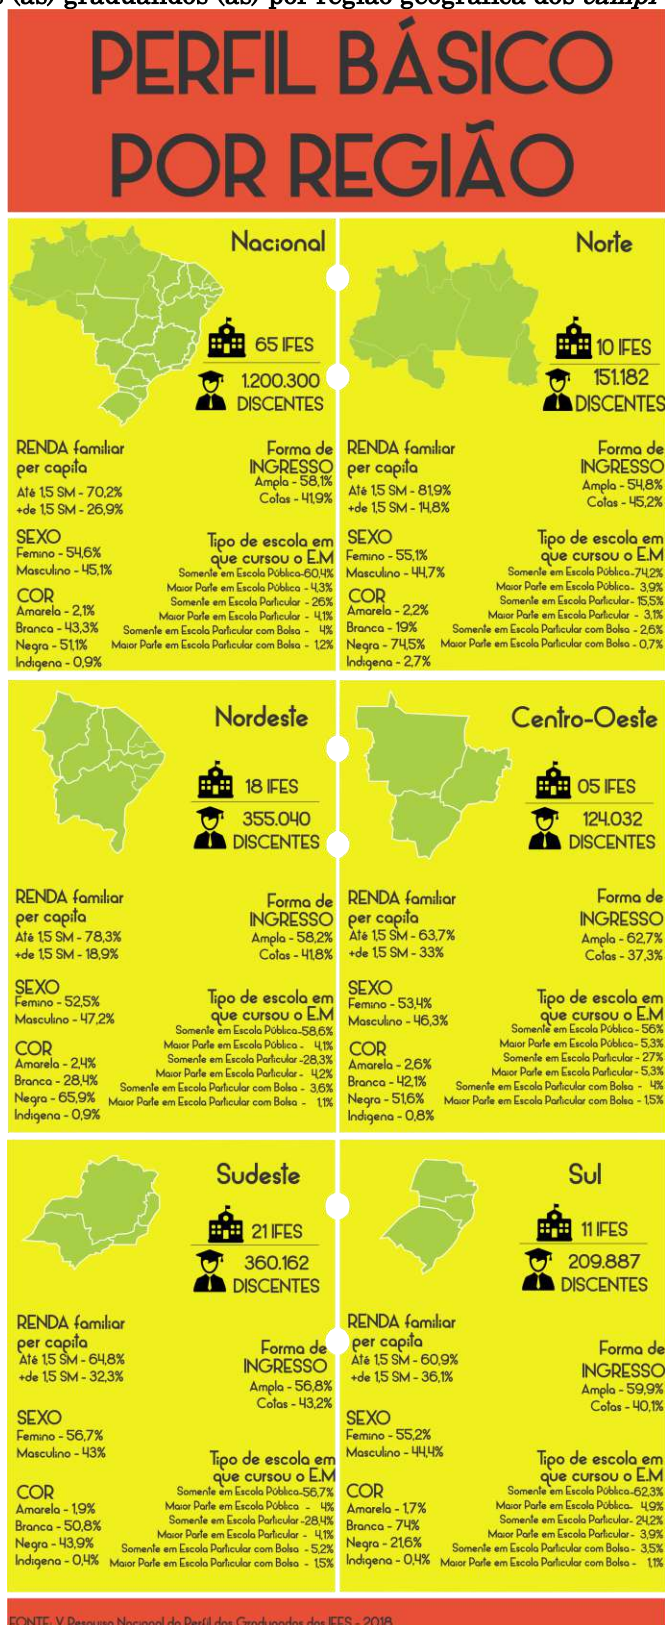 (as) graduandos (as) por região geográfica dos campi
PERFIL BÁSICO
POR REGIÃO
Nacional
65 IFES
1.200.300
DISCENTES
RENDA familiar
per capita
Até 1,5 SM - 70,2%
+de 1,5 SM - 26,9%
Forma de
INGRESSO
Ampla - 58,1%
Cotas - 41,9%
SEXO
Femino - 54,6%
Masculino - 45,1%
COR
Amarela - 2,1%
Branca - 43,3%
Negra - 51,1%
Indigena - 0,9%
Tipo de escola em
que cursou o E.M
Somente em Escola Pública-60,4%
Maior Parte em Escola Pública - 4,3%
Somente em Escola Particular - 26%
Maior Parte em Escola Particular - 4,1%
Somente em Escola Particular com Bolsa - 4%
Maior Parte em Escola Particular com Bolsa - 1,2%
Norte
10 IFES
151.182
DISCENTES
RENDA familiar
per capita
Até 1,5 SM - 81,9%
+de 1,5 SM - 14,8%
Forma de
INGRESSO
Ampla - 54,8%
Cotas - 45,2%
SEXO
Femino - 55,1%
Masculino - 44,7%
COR
Amarela - 2,2%
Branca - 19%
Negra - 74,5%
Indigena - 2,7%
Tipo de escola em
que cursou o E.M
Somente em Escola Pública-74,2%
Maior Parte em Escola Pública- 3,9%
Somente em Escola Particular- 15,5%
Maior Parte em Escola Particular - 3,1%
Somente em Escola Particular com Bolsa - 2,6%
Maior Parte em Escola Particular com Bolsa - 0,7%
Nordeste
18 IFES
355.040
DISCENTES
RENDA familiar
per capita
Até 1,5 SM - 78,3%
+de 1,5 SM - 18,9%
Forma de
INGRESSO
Ampla - 58,2%
Cotas - 41,8%
SEXO
Femino - 52,5%
Masculino - 47,2%
COR
Amarela - 2,4%
Branca - 28,4%
Negra - 65,9%
Indigena - 0,9%
Tipo de escola em
que cursou o E.M
Somente em Escola Pública-58,6%
Maior Parte em Escola Pública - 4,1%
Somente em Escola Particular -28,3%
Maior Parte em Escola Particular - 4,2%
Somente em Escola Particular com Bolsa - 3,6%
Maior Parte em Escola Particular com Bolsa - 1,1%
Centro-Oeste
05 IFES
124.032
DISCENTES
RENDA familiar
per capita
Até 1,5 SM - 63,7%
+de 1,5 SM - 33%
Forma de
INGRESSO
Ampla - 62,7%
Cotas - 37,3%
SEXO
Femino - 53,4%
Masculino - 46,3%
COR
Amarela - 2,6%
Branca - 42,1%
Negra - 51,6%
Indigena - 0,8%
Tipo de escola em
que cursou o E.M
Somente em Escola Pública - 56%
Maior Parte em Escola Pública- 5,3%
Somente em Escola Particular - 27%
Maior Parte em Escola Particular - 5,3%
Somente em Escola Particular com Bolsa - 4%
Maior Parte em Escola Particular com Bolsa - 1,5%
Sudeste
21 IFES
360.162
DISCENTES
RENDA familiar
per capita
Até 1,5 SM - 64,8%
+de 1,5 SM - 32,3%
Forma de
INGRESSO
Ampla - 56,8%
Cotas - 43,2%
SEXO
Femino - 56,7%
Masculino - 43%
COR
Amarela - 1,9%
Branca - 50,8%
Negra - 43,9%
Indigena - 0,4%
Tipo de escola em
que cursou o E.M
Somente em Escola Pública-56,7%
Maior Parte em Escola Pública - 4%
Somente em Escola Particular -28,4%
Maior Parte em Escola Particular - 4,1%
Somente em Escola Particular com Bolsa - 5,2%
Maior Parte em Escola Particular com Bolsa - 1,5%
Sul
11 IFES
209.887
DISCENTES
RENDA familiar
per capita
Até 1,5 SM - 60,9%
+de 1,5 SM - 36,1%
Forma de
INGRESSO
Ampla - 59,9%
Cotas - 40,1%
SEXO
Femino - 55,2%
Masculino - 44,4%
COR
Amarela - 1,7%
Branca - 74%
Negra - 21,6%
Indigena - 0,4%
Tipo de escola em
que cursou o E.M
Somente em Escola Pública-62,3%
Maior Parte em Escola Pública- 4,9%
Somente em Escola Particular- 24,2%
Maior Parte em Escola Particular - 3,9%
Somente em Escola Particular com Bolsa - 3,5%
Maior Parte em Escola Particular com Bolsa - 1,1%
FONTE: V Pesquisa Nacional do Perfil dos Graduandos das IFES - 2018